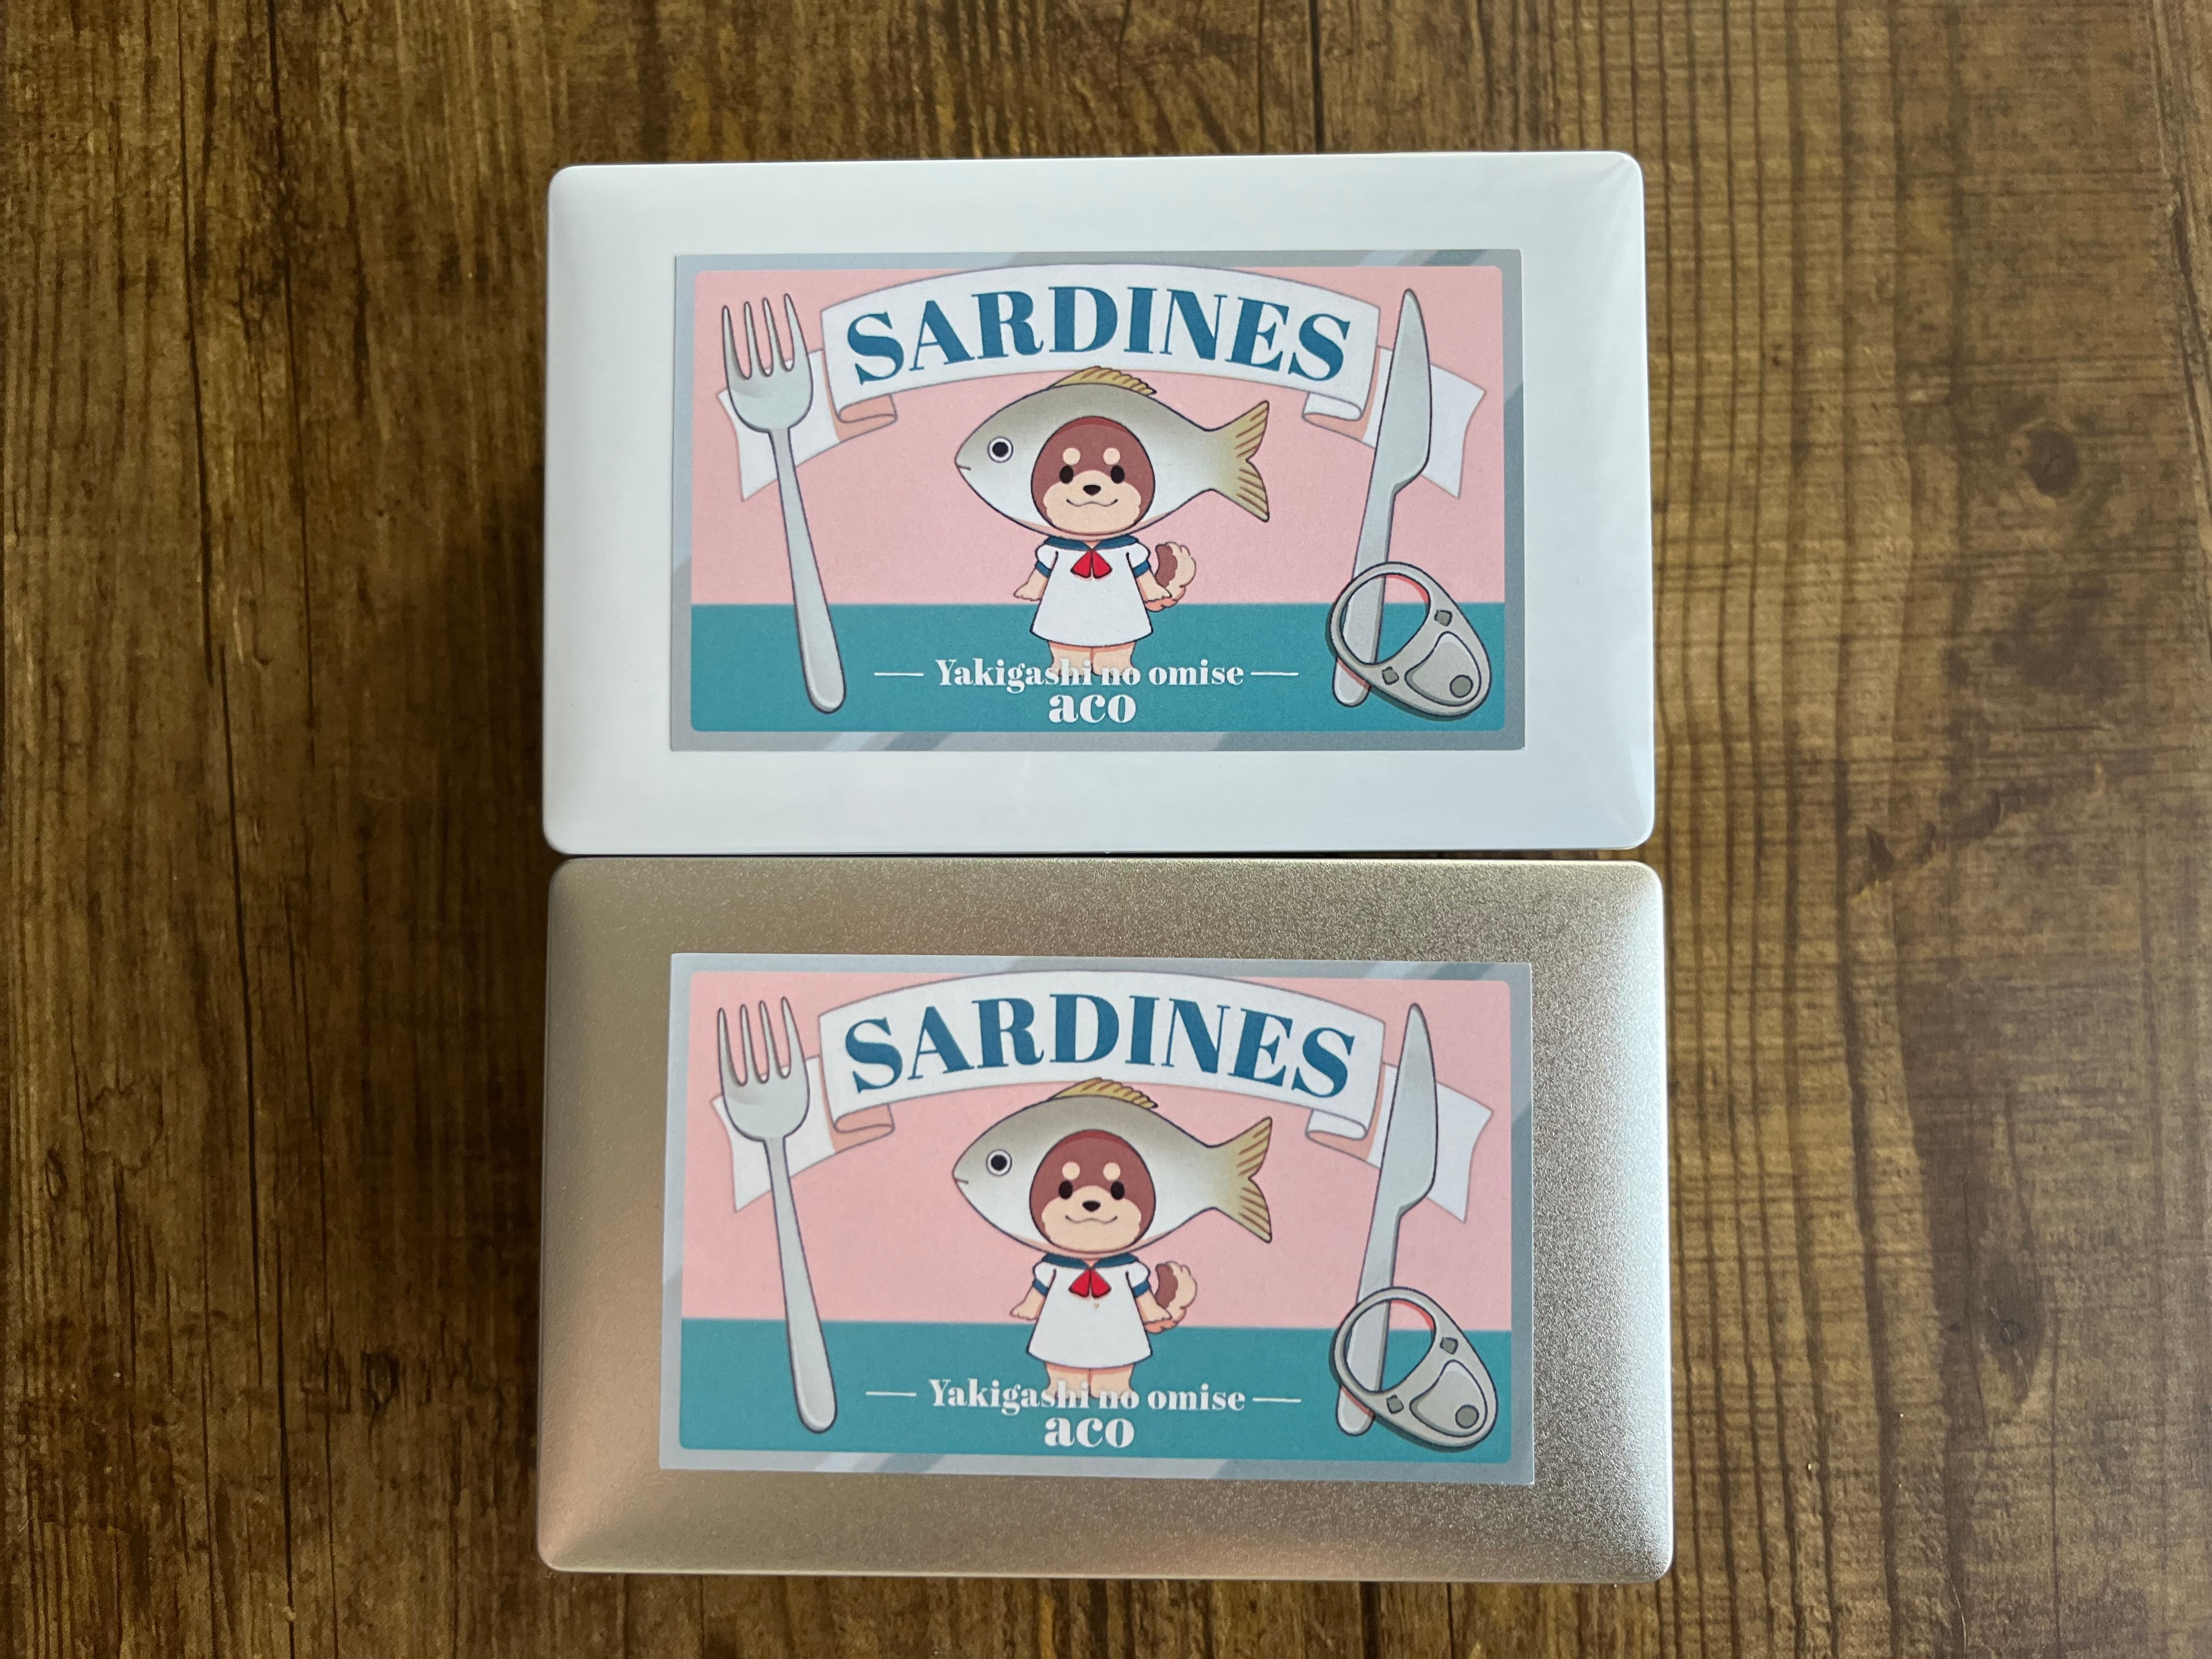 SARDINES
Yakigashi no omise
aco
SARDINES
Yakigashi no omise
aco